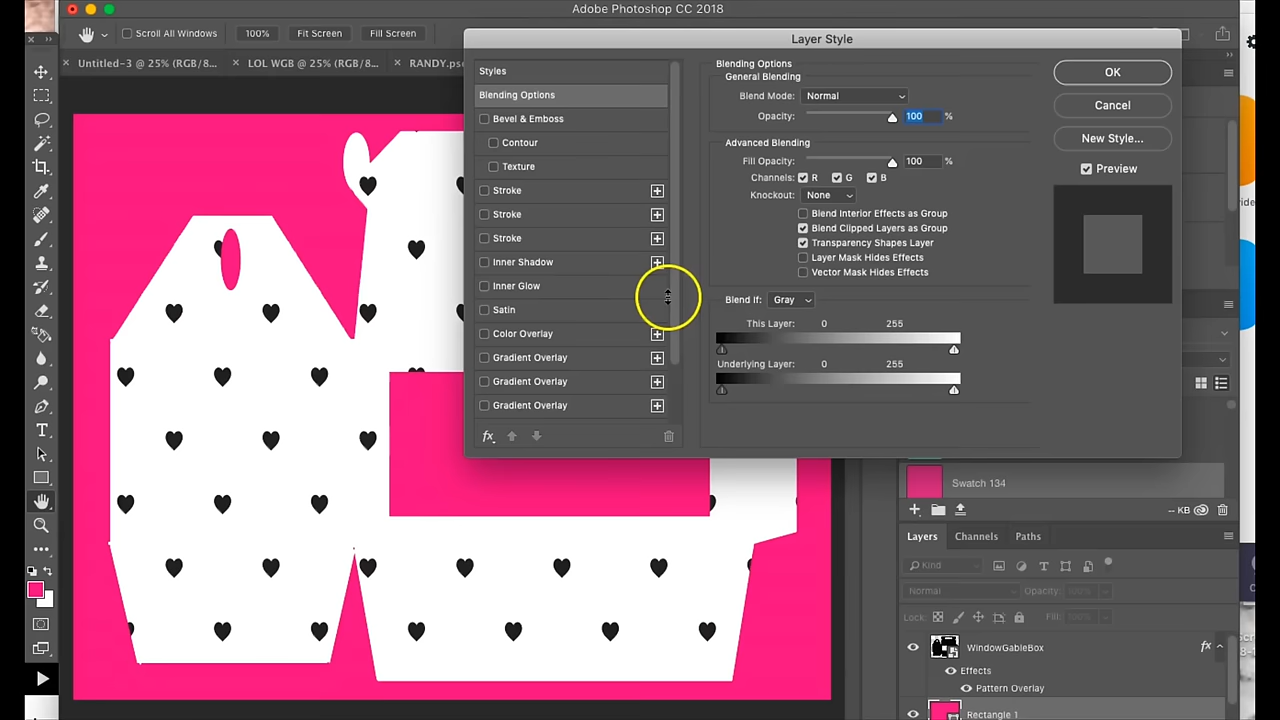 Adobe Photoshop CC 2018
Scroll All Windows 100% Fit Screen Fill Screen
Untitled-3 @ 25% (RGB/8... LOL WGB @ 25% (RGB/8... RANDY.ps
Layer Style
Styles
Blending Options
Bevel & Emboss
Contour
Texture
Stroke
Stroke
Stroke
Inner Shadow
Inner Glow
Satin
Color Overlay
Gradient Overlay
Gradient Overlay
Gradient Overlay
fx
Blending Options
General Blending
Blend Mode: Normal
Opacity: 100 %
Advanced Blending
Fill Opacity: 100 %
Channels: R G B
Knockout: None
Blend Interior Effects as Group
Blend Clipped Layers as Group
Transparency Shapes Layer
Layer Mask Hides Effects
Vector Mask Hides Effects
Blend If: Gray
This Layer: 0 255
Underlying Layer: 0 255
OK
Cancel
New Style...
Preview
Swatch 134
-- KB
Layers Channels Paths
Kind
Normal Opacity: 100%
Lock: Fill: 100%
WindowGableBox fx
Effects
Pattern Overlay
Rectangle 1